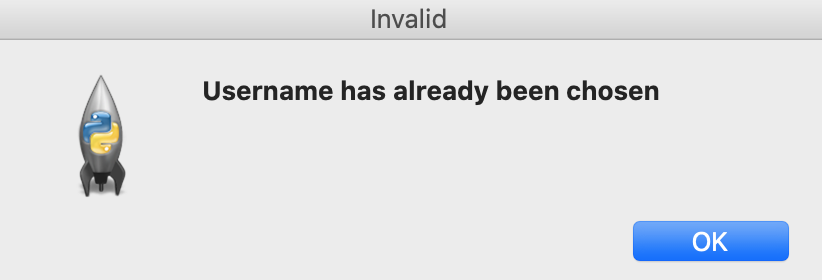 Invalid
Username has already been chosen
OK